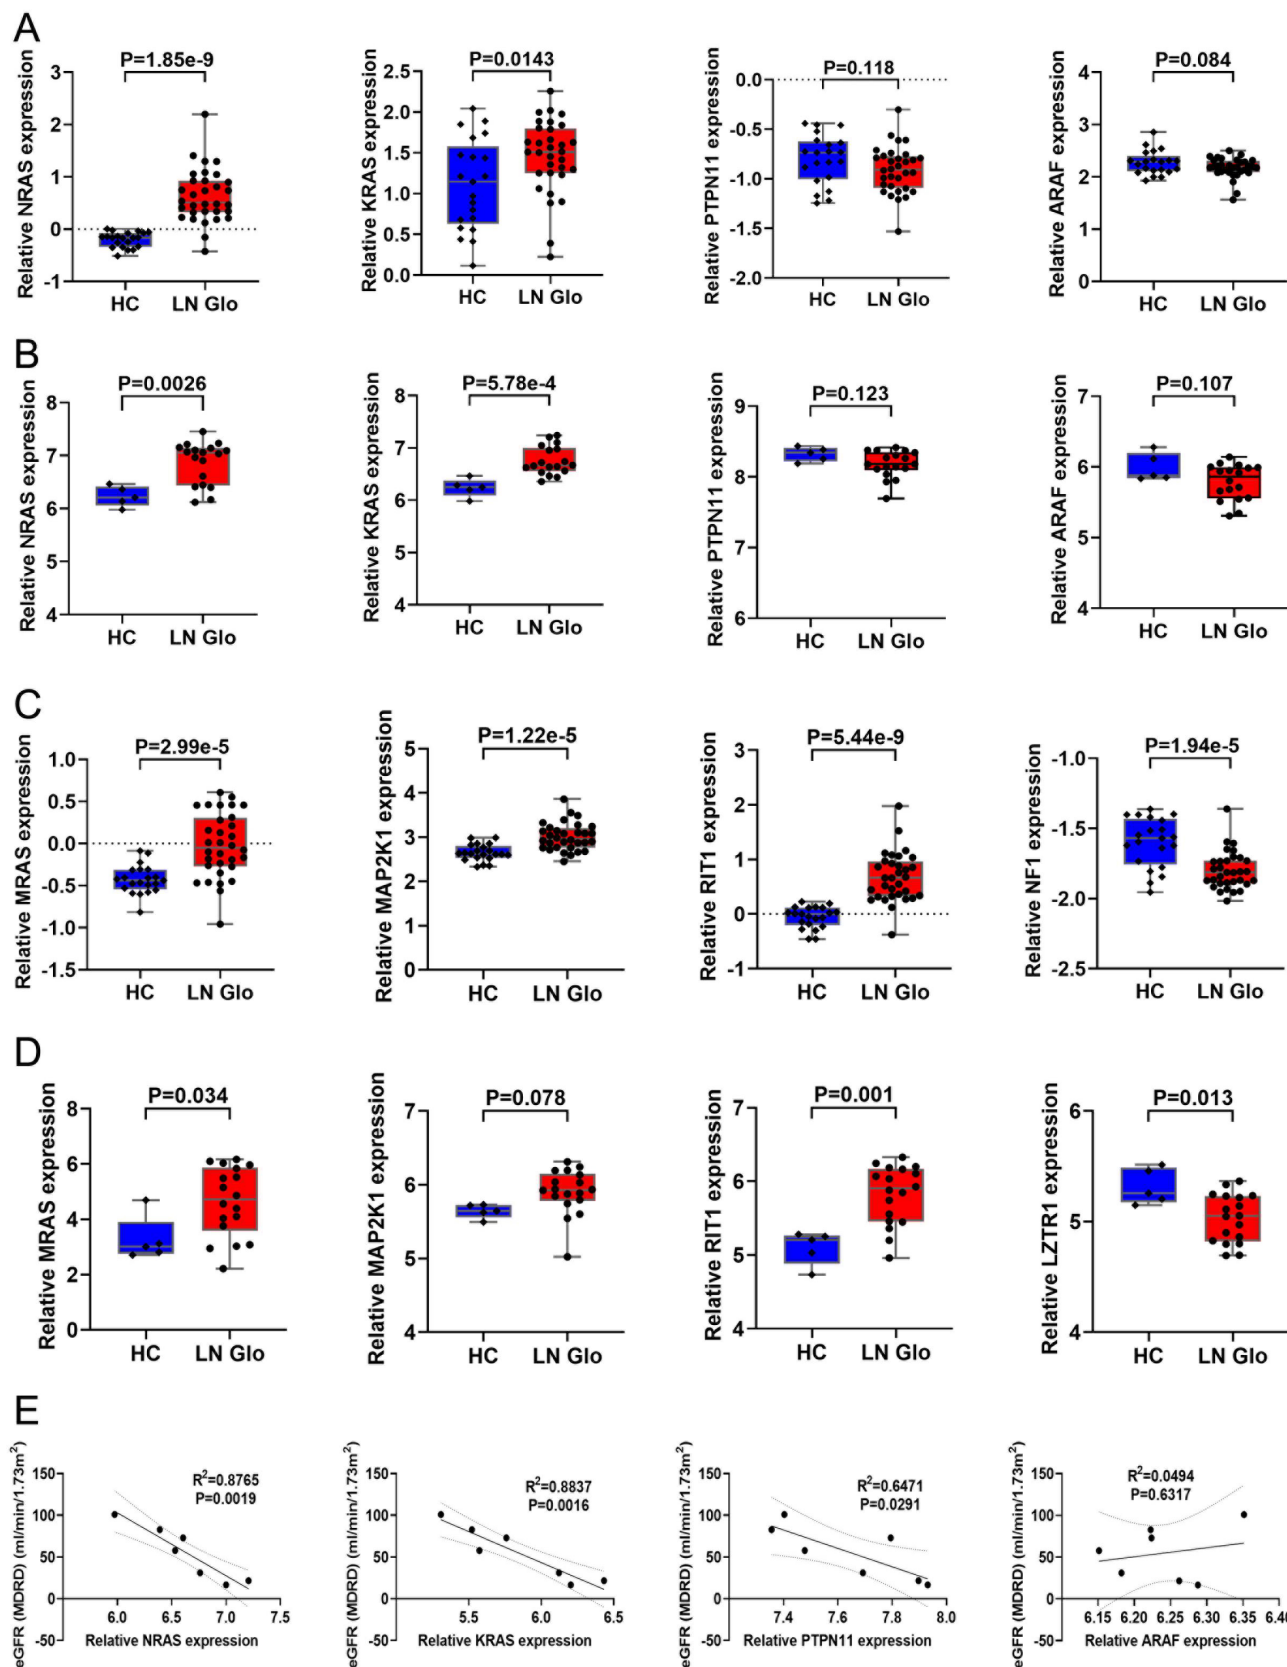 A
P=1.85e-9
Relative NRAS expression
3
2
1
0
-1
HC
LN Glo
P=0.0143
Relative KRAS expression
2.5
2.0
1.5
1.0
0.5
0.0
HC
LN Glo
P=0.118
Relative PTPN11 expression
0.0
-0.5
-1.0
-1.5
-2.0
HC
LN Glo
P=0.084
Relative ARAF expression
4
3
2
1
0
HC
LN Glo
B
P=0.0026
Relative NRAS expression
8
7
6
5
4
HC
LN Glo
P=5.78e-4
Relative KRAS expression
8
7
6
5
4
HC
LN Glo
P=0.123
Relative PTPN11 expression
9
8
7
6
HC
LN Glo
P=0.107
Relative ARAF expression
7
6
5
4
HC
LN Glo
C
P=2.99e-5
Relative MRAS expression
1.0
0.5
0.0
-0.5
-1.0
-1.5
HC
LN Glo
P=1.22e-5
Relative MAP2K1 expression
5
4
3
2
1
0
HC
LN Glo
P=5.44e-9
Relative RIT1 expression
3
2
1
0
-1
HC
LN Glo
P=1.94e-5
Relative NF1 expression
-1.0
-1.5
-2.0
-2.5
HC
LN Glo
D
P=0.034
Relative MRAS expression
8
6
4
2
0
HC
LN Glo
P=0.078
Relative MAP2K1 expression
7
6
5
4
HC
LN Glo
P=0.001
Relative RIT1 expression
7
6
5
4
HC
LN Glo
P=0.013
Relative LZTR1 expression
6
5
4
HC
LN Glo
E
eGFR (MDRD) (ml/min/1.73m²)
150
100
50
0
-50
R²=0.8765
P=0.0019
6.0
6.5
7.0
7.5
Relative NRAS expression
eGFR (MDRD) (ml/min/1.73m²)
150
100
50
0
-50
R²=0.8837
P=0.0016
5.5
6.0
6.5
Relative KRAS expression
eGFR (MDRD) (ml/min/1.73m²)
150
100
50
0
-50
R²=0.6471
P=0.0291
7.4
7.6
7.8
8.0
Relative PTPN11 expression
eGFR (MDRD) (ml/min/1.73m²)
150
100
50
0
-50
R²=0.0494
P=0.6317
6.15
6.20
6.25
6.30
6.35
6.40
Relative ARAF expression